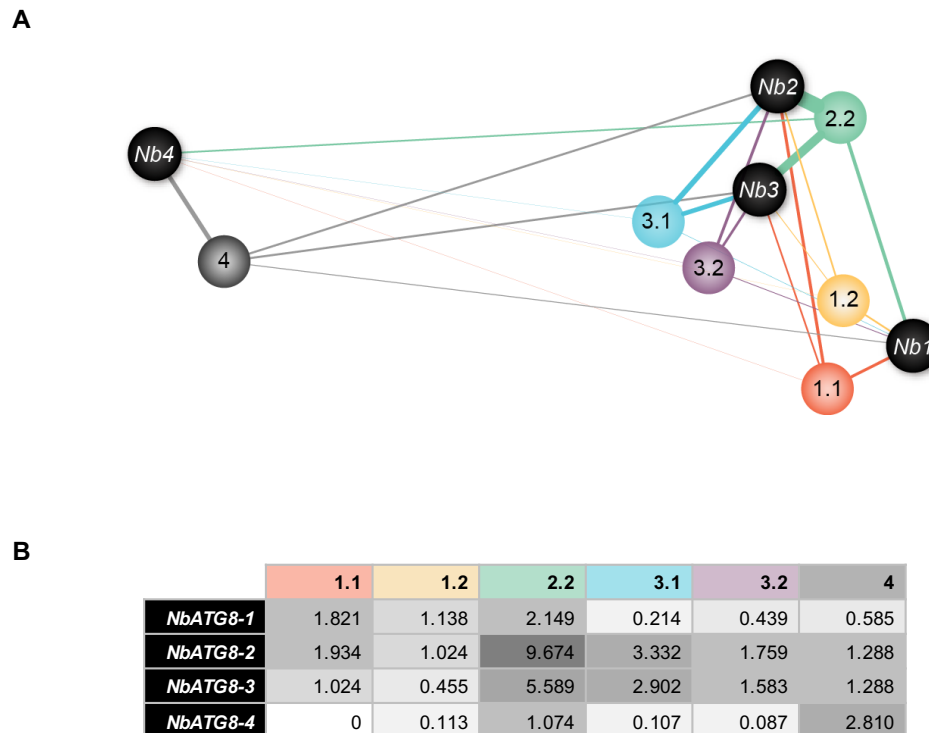 A
Nb2
2.2
Nb4
Nb3
3.1
4
3.2
1.2
Nb1
1.1
B
1.1 1.2 2.2 3.1 3.2 4
NbATG8-1 1.821 1.138 2.149 0.214 0.439 0.585
NbATG8-2 1.934 1.024 9.674 3.332 1.759 1.288
NbATG8-3 1.024 0.455 5.589 2.902 1.583 1.288
NbATG8-4 0 0.113 1.074 0.107 0.087 2.810